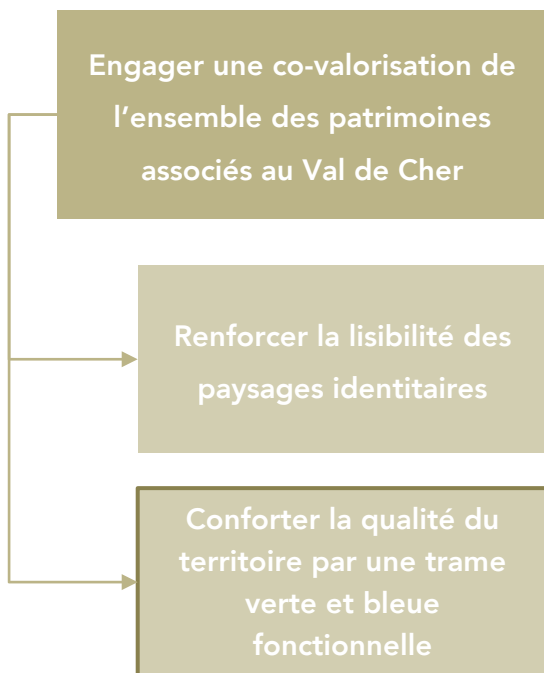 Engager une co-valorisation de
l’ensemble des patrimoines
associés au Val de Cher
Renforcer la lisibilité des
paysages identitaires
Conforter la qualité du
territoire par une trame
verte et bleue
fonctionnelle